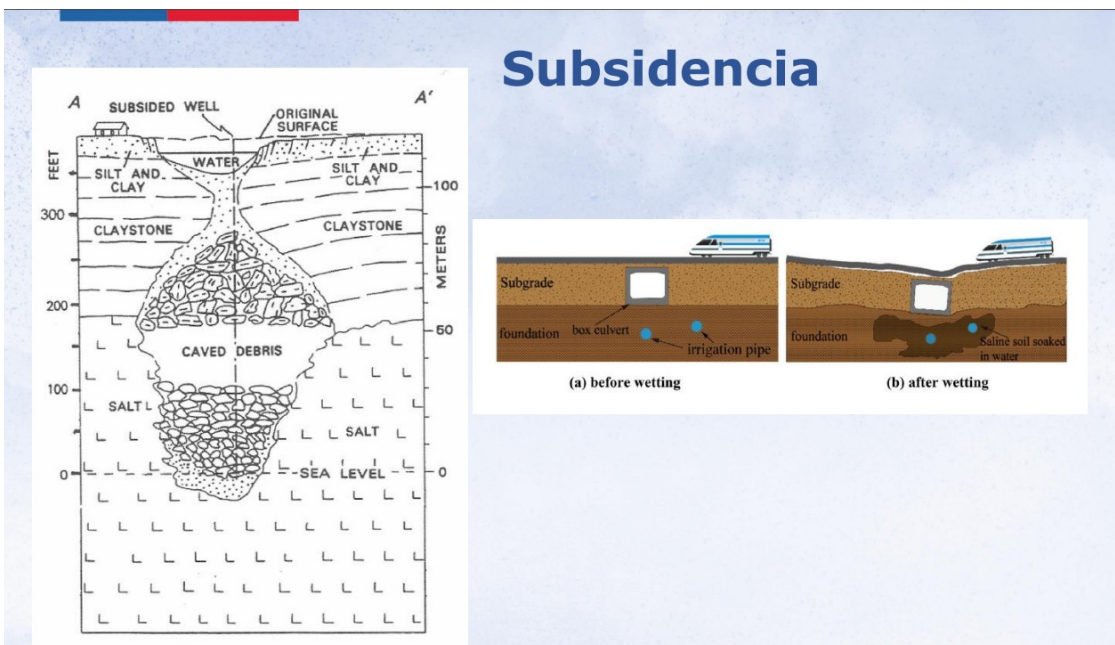 Subsidencia
A
A'
SUBSIDED WELL
ORIGINAL
SURFACE
WATER
FEET
SILT AND
CLAY
SILT AND
CLAY
100
300
CLAYSTONE
CLAYSTONE
METERS
200
50
CAVED DEBRIS
100
SALT
SALT
0
SEA LEVEL
0
Subgrade
foundation
box culvert
irrigation pipe
(a) before wetting
Subgrade
foundation
Saline soil soaked
in water
(b) after wetting